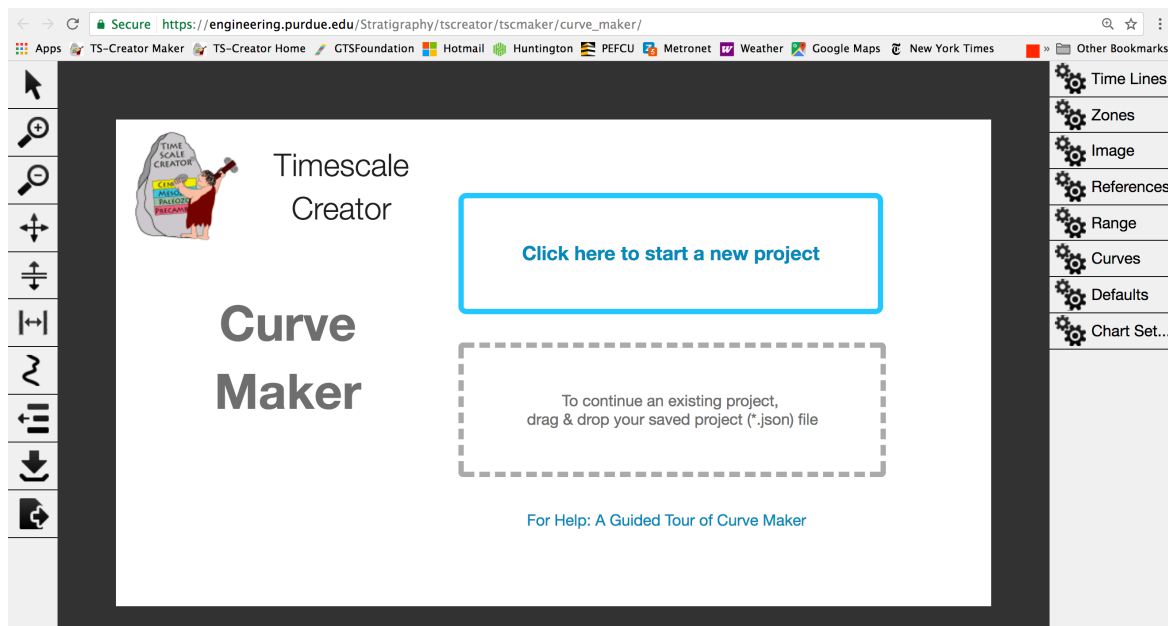 Secure https://engineering.purdue.edu/Stratigraphy/tscreator/tscmaker/curve_maker/
Apps TS-Creator Maker TS-Creator Home GTSFoundation Hotmail Huntington PEFCU Metronet Weather Google Maps New York Times » Other Bookmarks
TIME
SCALE
CREATOR
Timescale
Creator
Click here to start a new project
Curve
Maker
To continue an existing project,
drag & drop your saved project (*.json) file
For Help: A Guided Tour of Curve Maker
Time Lines
Zones
Image
References
Range
Curves
Defaults
Chart Set...